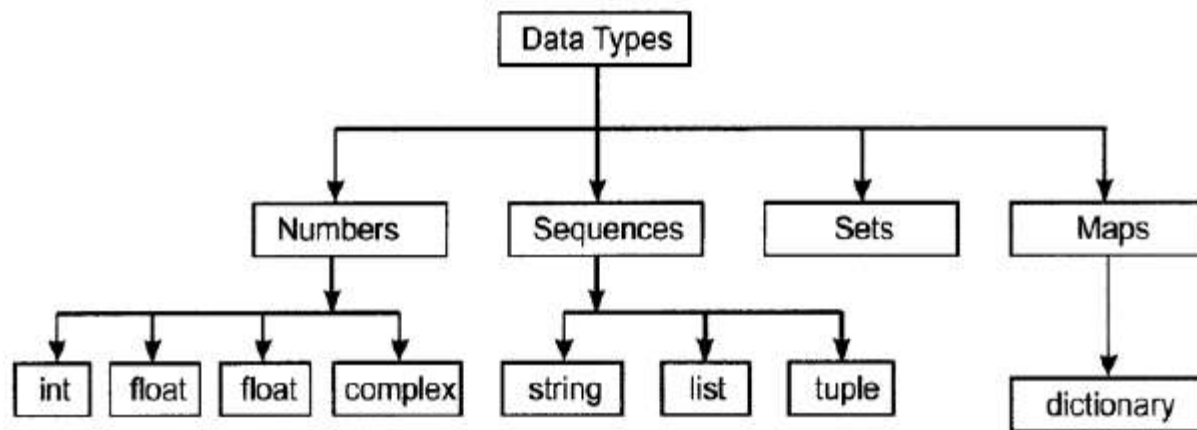 Data Types
Numbers
Sequences
Sets
Maps
int
float
float
complex
string
list
tuple
dictionary